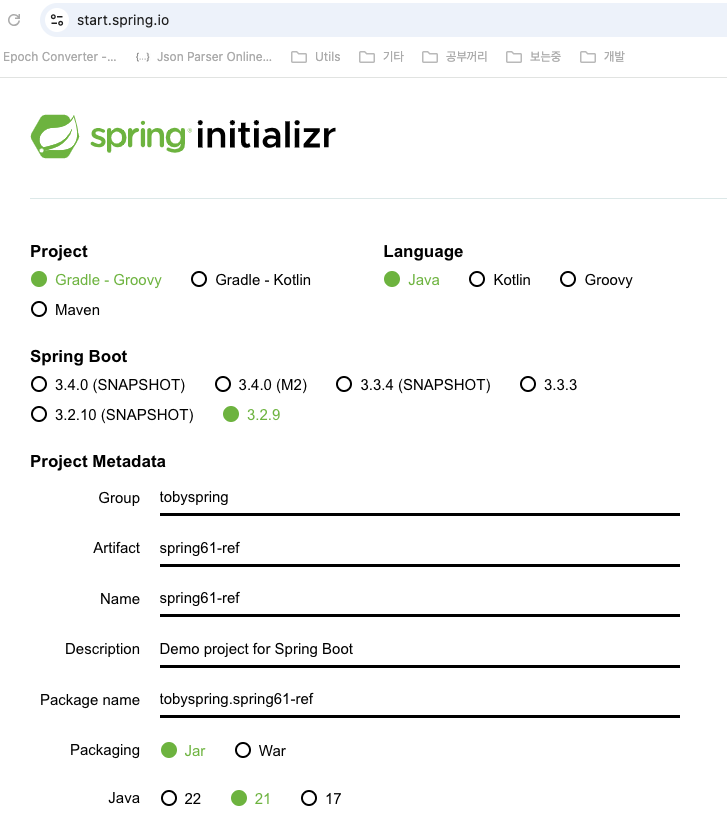 start.spring.io
Epoch Converter -... {...} Json Parser Online... Utils 기타 공부꺼리 보는중 개발
spring initializr
Project Language
Gradle - Groovy Gradle - Kotlin Java Kotlin Groovy
Maven
Spring Boot
3.4.0 (SNAPSHOT) 3.4.0 (M2) 3.3.4 (SNAPSHOT) 3.3.3
3.2.10 (SNAPSHOT) 3.2.9
Project Metadata
Group tobyspring
Artifact spring61-ref
Name spring61-ref
Description Demo project for Spring Boot
Package name tobyspring.spring61-ref
Packaging Jar War
Java 22 21 17